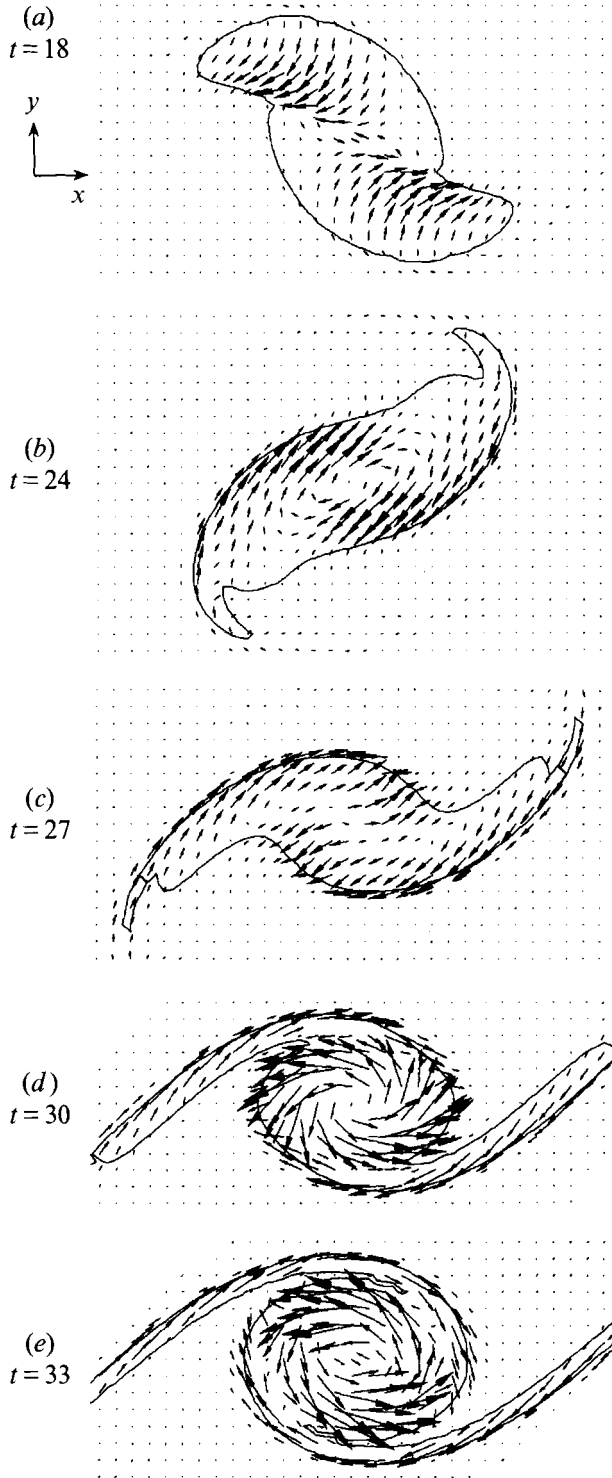 (a)
t = 18
y
x
(b)
t = 24
(c)
t = 27
(d)
t = 30
(e)
t = 33